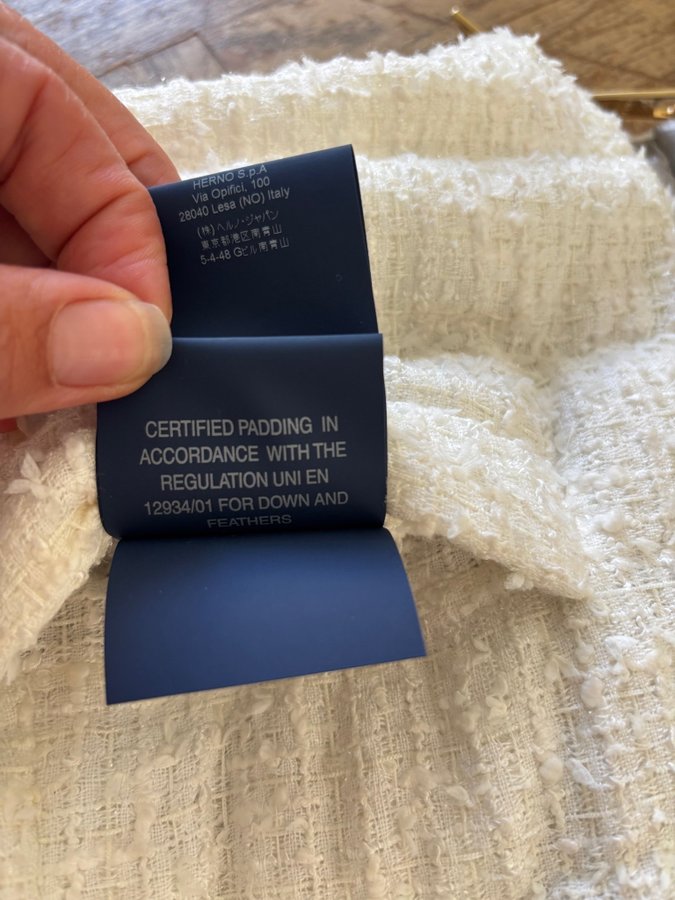 HERNO S.p.A
Via Opifici, 100
28040 Lesa (NO) Italy
(株)ヘルノ・ジャパン
東京都港区南青山
5-4-48 Gビル南青山
CERTIFIED PADDING IN
ACCORDANCE WITH THE
REGULATION UNI EN
12934/01 FOR DOWN AND
FEATHERS